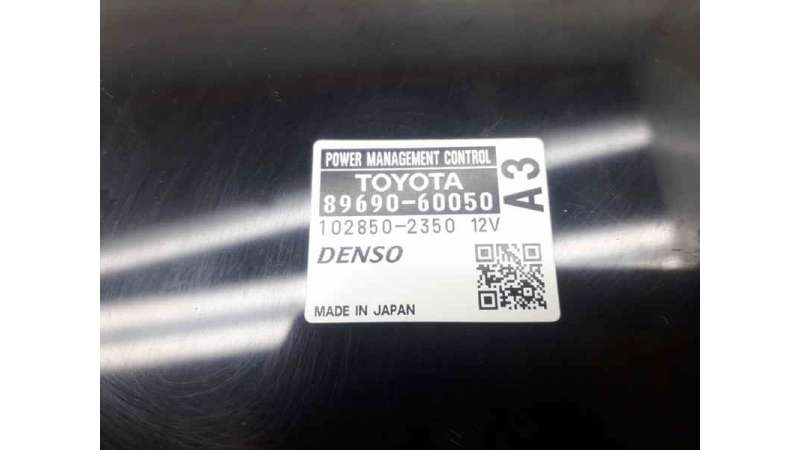 POWER MANAGEMENT CONTROL
TOYOTA
89690-60050
A3
102850-2350 12V
DENSO
MADE IN JAPAN